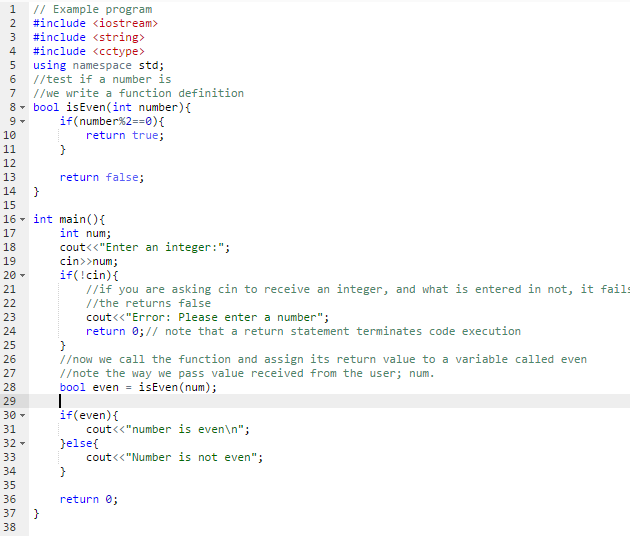 1 // Example program
2 #include <iostream>
3 #include <string>
4 #include <cctype>
5 using namespace std;
6 //test if a number is
7 //we write a function definition
8 bool isEven(int number){
9 if(number%2==0){
10 return true;
11 }
12
13 return false;
14 }
15
16 int main(){
17 int num;
18 cout<<"Enter an integer:";
19 cin>>num;
20 if(!cin){
21 //if you are asking cin to receive an integer, and what is entered in not, it fails
22 //the returns false
23 cout<<"Error: Please enter a number";
24 return 0;// note that a return statement terminates code execution
25 }
26 //now we call the function and assign its return value to a variable called even
27 //note the way we pass value received from the user; num.
28 bool even = isEven(num);
29
30 if(even){
31 cout<<"number is even\n";
32 }else{
33 cout<<"Number is not even";
34 }
35
36 return 0;
37 }
38